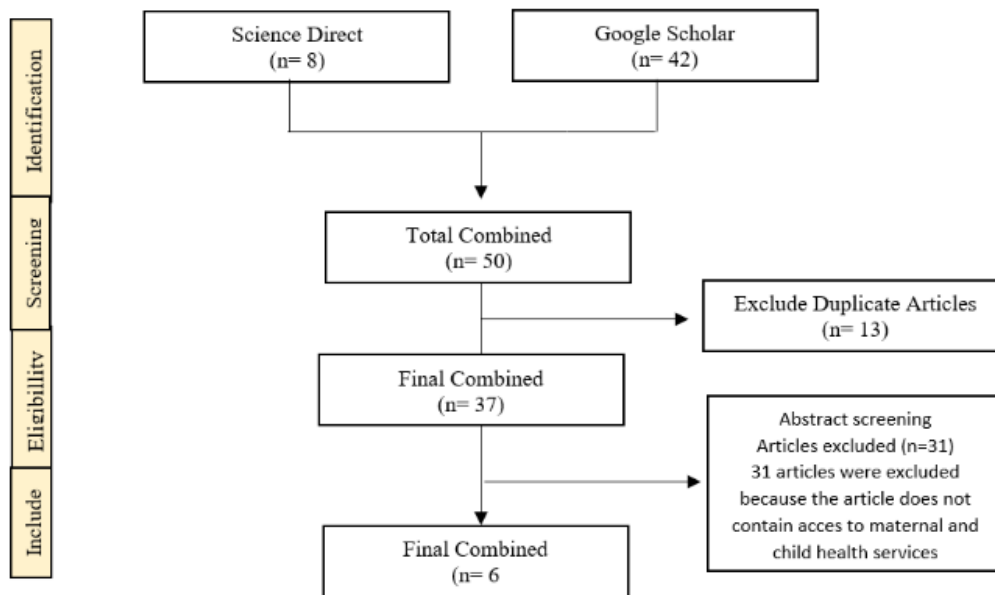 Identification
Science Direct
(n= 8)
Google Scholar
(n= 42)
Screening
Total Combined
(n= 50)
Exclude Duplicate Articles
(n= 13)
Eligibillity
Final Combined
(n= 37)
Abstract screening
Articles excluded (n=31)
31 articles were excluded
because the article does not
contain acces to maternal and
child health services
Include
Final Combined
(n= 6